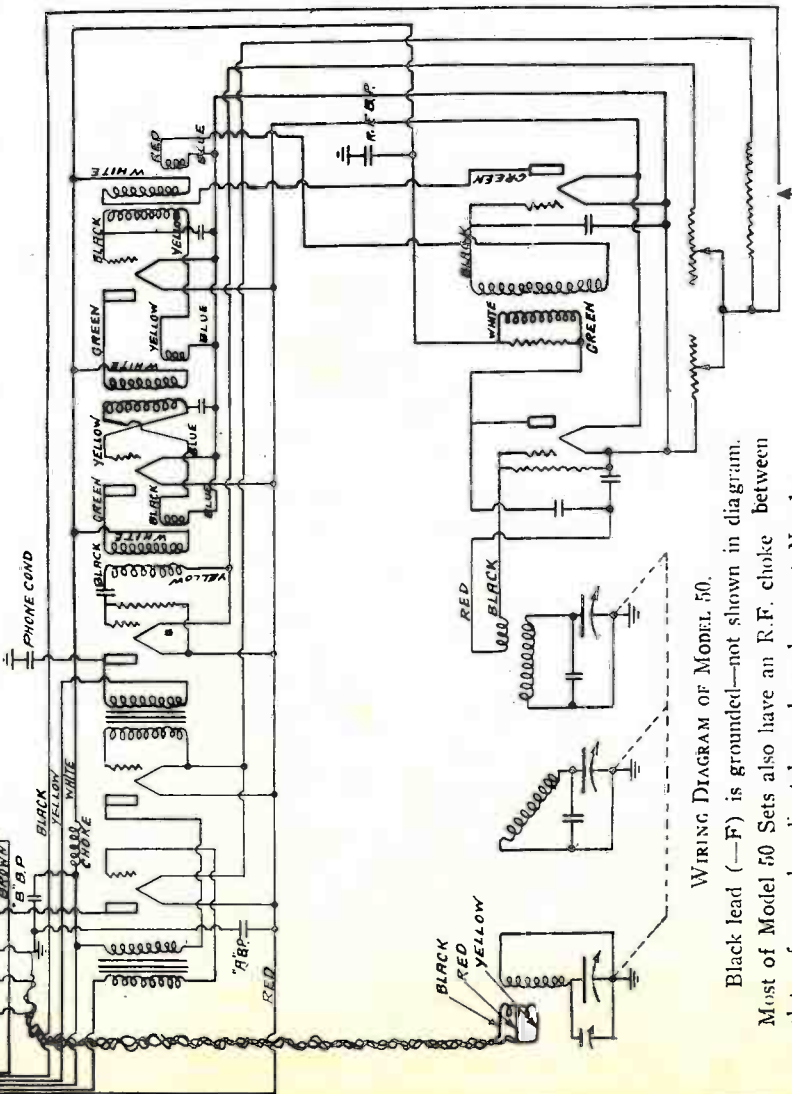 BROWN
"B" B.P
BLACK
YELLOW
WHITE
CHOKE
"A" B.P.
RED
PHONE COND
BLACK
YELLOW
WHITE
GREEN
BLACK
BLUE
YELLOW
BLUE
WHITE
GREEN
YELLOW
BLUE
BLACK
YELLOW
WHITE
RED
BLUE
R.F. B.P.
GREEN
BLACK
WHITE
GREEN
RED
BLACK
BLACK
RED
YELLOW
WIRING DIAGRAM OF MODEL 50.
Black lead (—F) is grounded—not shown in diagram.
Most of Model 50 Sets also have an R.F. choke between